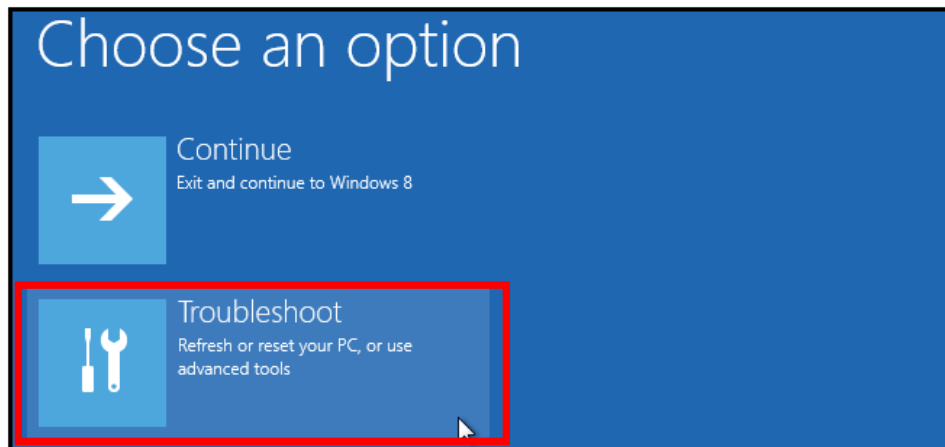 Choose an option
Continue
Exit and continue to Windows 8
Troubleshoot
Refresh or reset your PC, or use
advanced tools